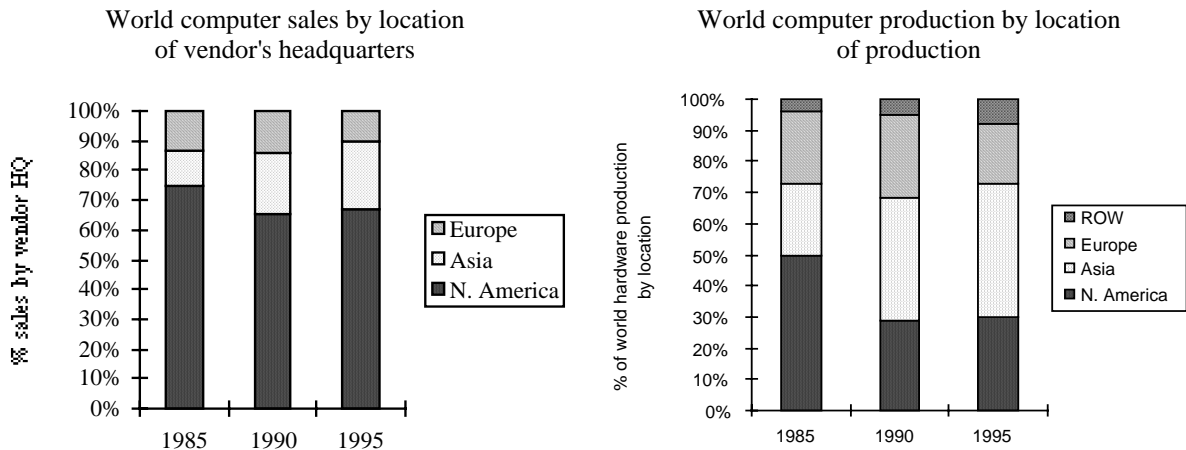 World computer sales by location
of vendor's headquarters
% sales by vendor HQ
100%
90%
80%
70%
60%
50%
40%
30%
20%
10%
0%
1985 1990 1995
Europe
Asia
N. America
World computer production by location
of production
% of world hardware production
by location
100%
90%
80%
70%
60%
50%
40%
30%
20%
10%
0%
1985 1990 1995
ROW
Europe
Asia
N. America